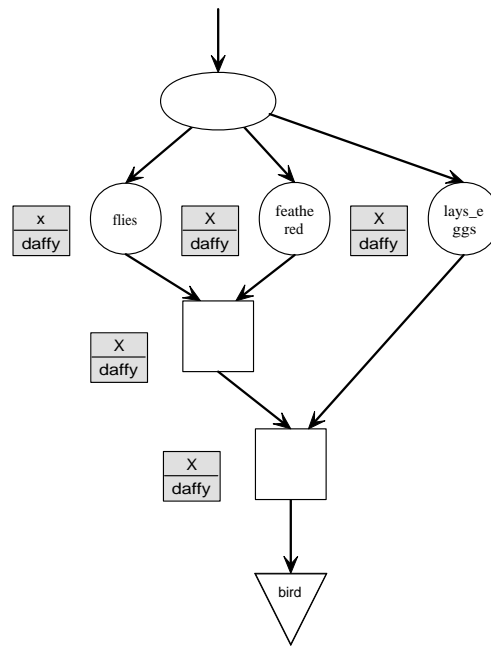 x
daffy
flies
X
daffy
feathe
red
X
daffy
lays_e
ggs
X
daffy
X
daffy
bird